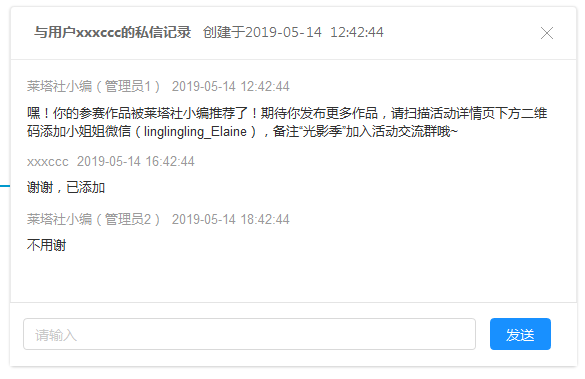 与用户xxxccc的私信记录 创建于2019-05-14 12:42:44
莱塔社小编（管理员1） 2019-05-14 12:42:44
嘿！你的参赛作品被莱塔社小编推荐了！期待你发布更多作品，请扫描活动详情页下方二维
码添加小姐姐微信（linglingling_Elaine），备注“光影季”加入活动交流群哦~
xxxccc 2019-05-14 16:42:44
谢谢，已添加
莱塔社小编（管理员2） 2019-05-14 18:42:44
不用谢
请输入 发送